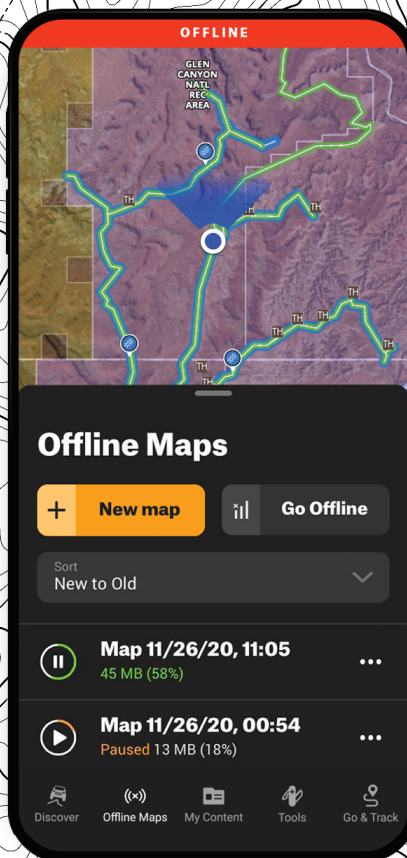 OFFLINE
GLEN
CANYON
NATL
REC
AREA
TH
TH
TH
TH
TH
TH
TH
TH
TH
TH
Offline Maps
+ New map
Go Offline
Sort
New to Old
Map 11/26/20, 11:05
45 MB (58%)
Map 11/26/20, 00:54
Paused 13 MB (18%)
Discover
Offline Maps
My Content
Tools
Go & Track